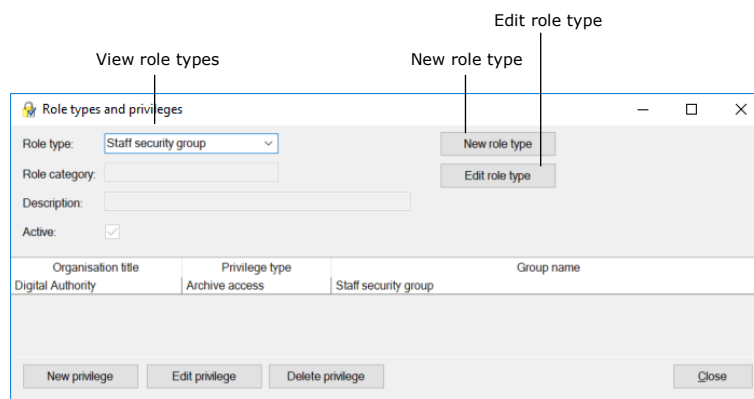 Edit role type
View role types
New role type
Role types and privileges
Role type: Staff security group New role type
Role category: Edit role type
Description:
Active:
Organisation title Privilege type Group name
Digital Authority Archive access Staff security group
New privilege Edit privilege Delete privilege Close